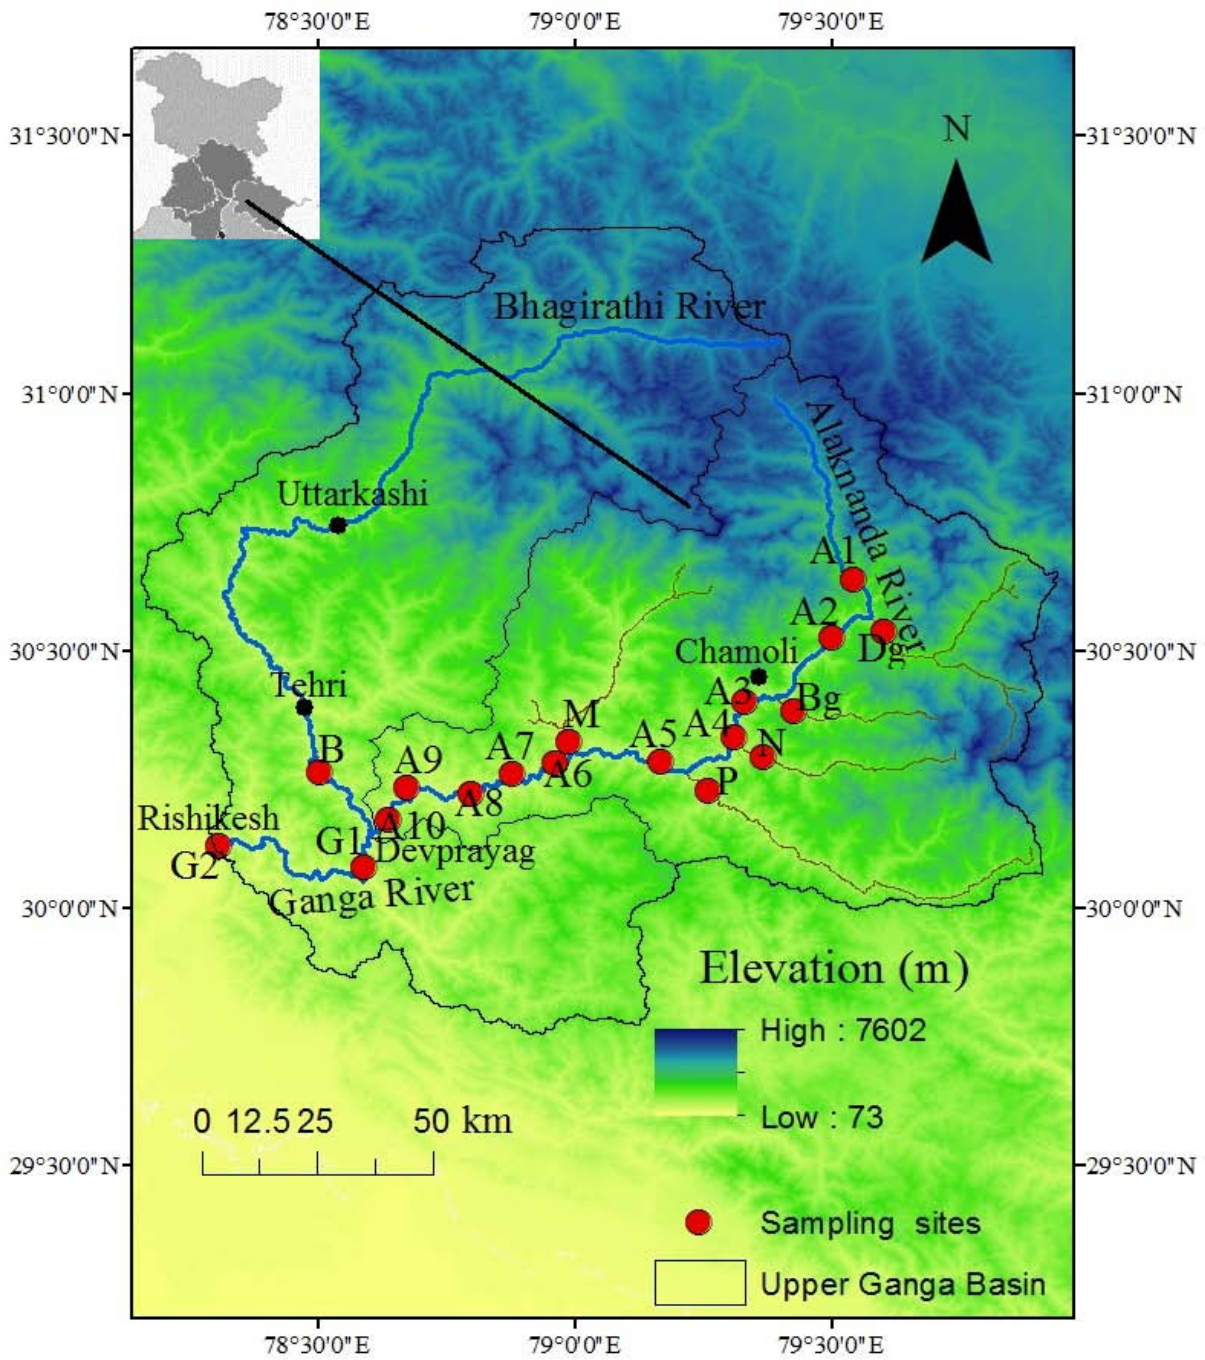 78°30'0"E
79°0'0"E
79°30'0"E
31°30'0"N
31°30'0"N
N
Bhagirathi River
31°0'0"N
31°0'0"N
Alaknanda River
Uttarkashi
A1
A2
30°30'0"N
Chamoli
Dg
30°30'0"N
Tehri
A3
Bg
M
A4
B
A9
A7
A5
N
A6
P
A8
Rishikesh
G1
A10
G2
Devprayag
Ganga River
30°0'0"N
30°0'0"N
Elevation (m)
High : 7602
Low : 73
0 12.5 25 50 km
29°30'0"N
29°30'0"N
Sampling sites
Upper Ganga Basin
78°30'0"E
79°0'0"E
79°30'0"E